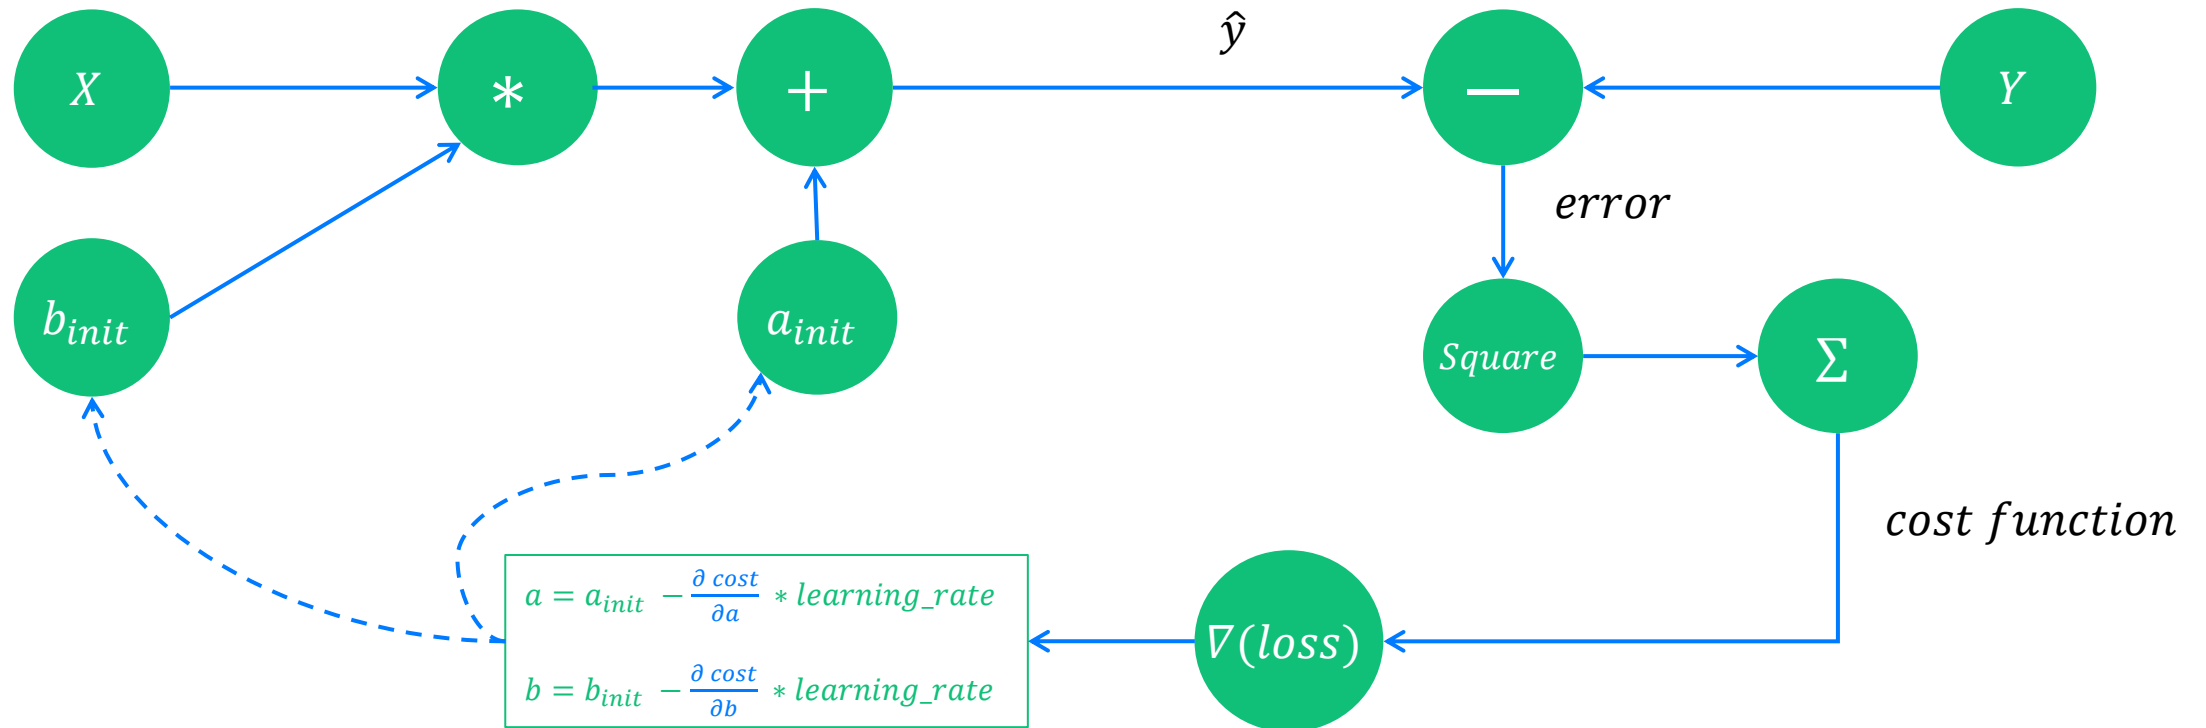 X
*
+
ŷ
—
Y
error
b_init
a_init
Square
Σ
cost function
a = a_init − ∂ cost/∂a * learning_rate
∇(loss)
b = b_init − ∂ cost/∂b * learning_rate